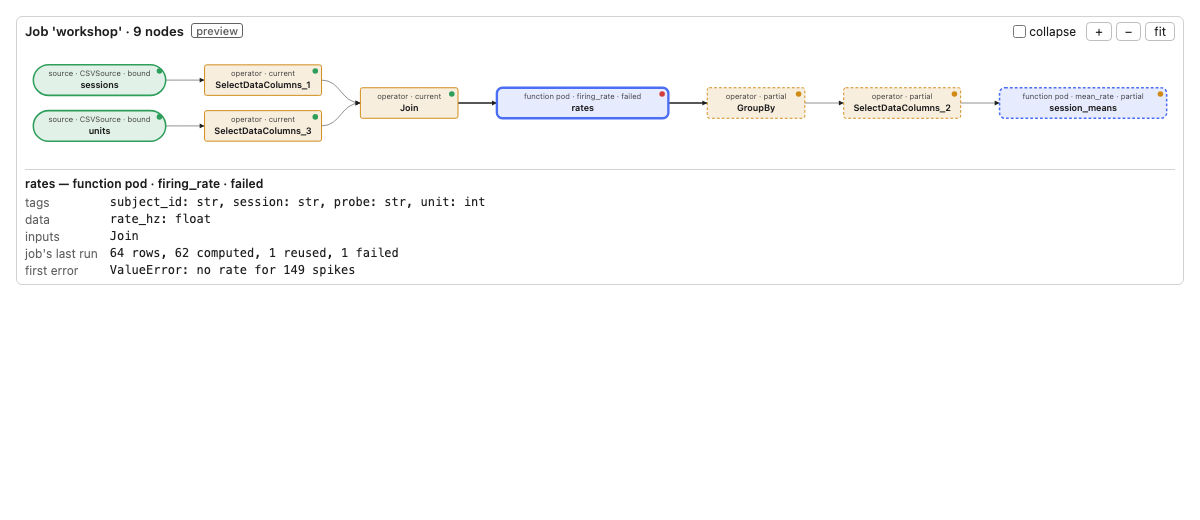 Job 'workshop' · 9 nodes preview
collapse + − fit
source · CSVSource · bound
sessions
operator · current
SelectDataColumns_1
source · CSVSource · bound
units
operator · current
SelectDataColumns_3
operator · current
Join
function pod · firing_rate · failed
rates
operator · partial
GroupBy
operator · partial
SelectDataColumns_2
function pod · mean_rate · partial
session_means
rates — function pod · firing_rate · failed
tags subject_id: str, session: str, probe: str, unit: int
data rate_hz: float
inputs Join
job's last run 64 rows, 62 computed, 1 reused, 1 failed
first error ValueError: no rate for 149 spikes